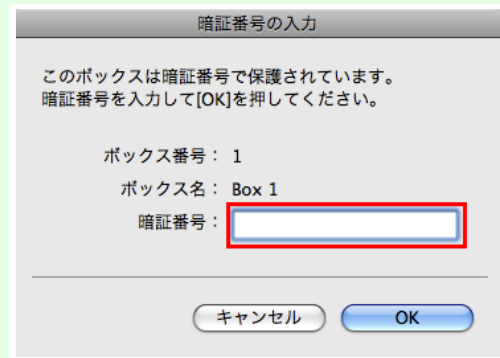 暗証番号の入力
このボックスは暗証番号で保護されています。
暗証番号を入力して[OK]を押してください。
ボックス番号： 1
ボックス名： Box 1
暗証番号：
キャンセル OK